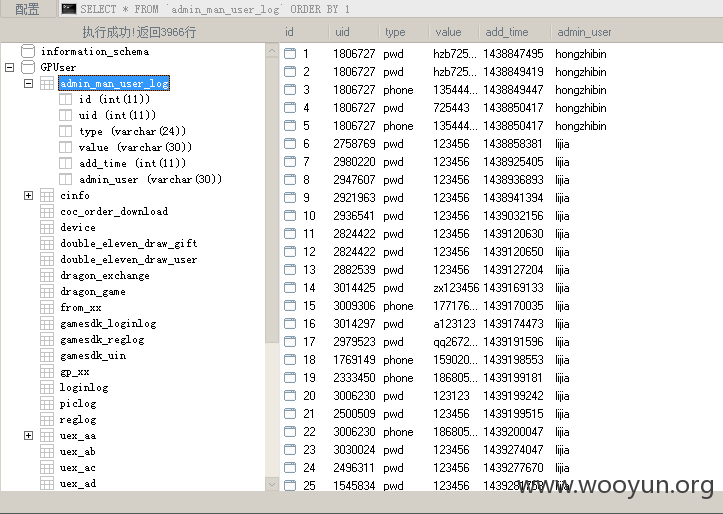 配置
SELECT * FROM `admin_man_user_log` ORDER BY 1
执行成功!返回3966行
information_schema
GPUser
admin_man_user_log
id (int(11))
uid (int(11))
type (varchar(24))
value (varchar(30))
add_time (int(11))
admin_user (varchar(30))
cinfo
coc_order_download
device
double_eleven_draw_gift
double_eleven_draw_user
dragon_exchange
dragon_game
from_xx
gamesdk_loginlog
gamesdk_reglog
gamesdk_uin
gp_xx
loginlog
piclog
reglog
uex_aa
uex_ab
uex_ac
uex_ad
id uid type value add_time admin_user
1 1806727 pwd hzb725... 1438847495 hongzhibin
2 1806727 pwd hzb725... 1438849419 hongzhibin
3 1806727 phone 135444... 1438849447 hongzhibin
4 1806727 pwd 725443 1438850417 hongzhibin
5 1806727 phone 135444... 1438850417 hongzhibin
6 2758769 pwd 123456 1438858381 lijia
7 2980220 pwd 123456 1438925405 lijia
8 2947607 pwd 123456 1438936893 lijia
9 2921963 pwd 123456 1438941394 lijia
10 2936541 pwd 123456 1439032156 lijia
11 2824422 pwd 123456 1439120630 lijia
12 2824422 pwd 123456 1439120650 lijia
13 2882539 pwd 123456 1439127204 lijia
14 3014425 pwd zx123456 1439169133 lijia
15 3009306 phone 177176... 1439170035 lijia
16 3014297 pwd a123123 1439174473 lijia
17 2979523 pwd qq2672... 1439191596 lijia
18 1769149 phone 159020... 1439198553 lijia
19 2333450 phone 186805... 1439199181 lijia
20 3006230 pwd 123123 1439199242 lijia
21 2500509 pwd 123456 1439199515 lijia
22 3006230 phone 186805... 1439200047 lijia
23 3030024 pwd 123456 1439274047 lijia
24 2496311 pwd 123456 1439277670 lijia
25 1545834 pwd 123456 lijia
www.wooyun.org